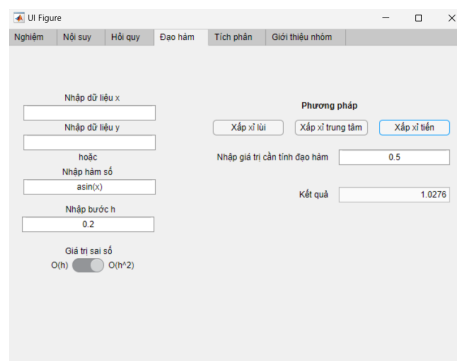 UI Figure
Nghiệm Nội suy Hồi quy Đạo hàm Tích phân Giới thiệu nhóm
Nhập dữ liệu x
Phương pháp
Nhập dữ liệu y
Xấp xỉ lùi Xấp xỉ trung tâm Xấp xỉ tiến
hoặc
Nhập giá trị cần tính đạo hàm 0.5
Nhập hàm số
asin(x)
Kết quả 1.0276
Nhập bước h
0.2
Giá trị sai số
O(h) O(h^2)